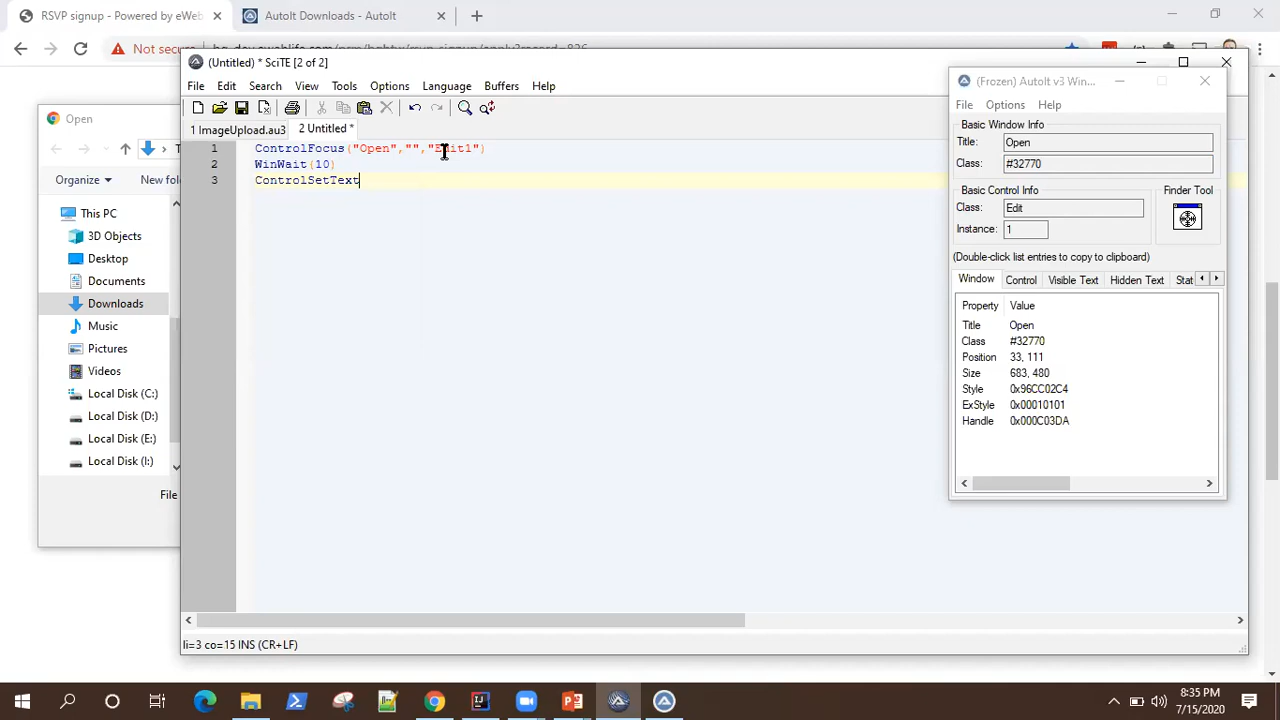 RSVP signup - Powered by eWeb
AutoIt Downloads - AutoIt
Not secure
(Untitled) * SciTE [2 of 2]
File Edit Search View Tools Options Language Buffers Help
1 ImageUpload.au3 2 Untitled *
1 ControlFocus("Open","","Edit1")
2 WinWait(10)
3 ControlSetText
li=3 co=15 INS (CR+LF)
Open
Organize
New folder
This PC
3D Objects
Desktop
Documents
Downloads
Music
Pictures
Videos
Local Disk (C:)
Local Disk (D:)
Local Disk (E:)
Local Disk (I:)
File
(Frozen) AutoIt v3 Win...
File Options Help
Basic Window Info
Title: Open
Class: #32770
Basic Control Info
Class: Edit
Instance: 1
Finder Tool
(Double-click list entries to copy to clipboard)
Window Control Visible Text Hidden Text Stat
Property Value
Title Open
Class #32770
Position 33, 111
Size 683, 480
Style 0x96CC02C4
ExStyle 0x00010101
Handle 0x000C03DA
8:35 PM
7/15/2020